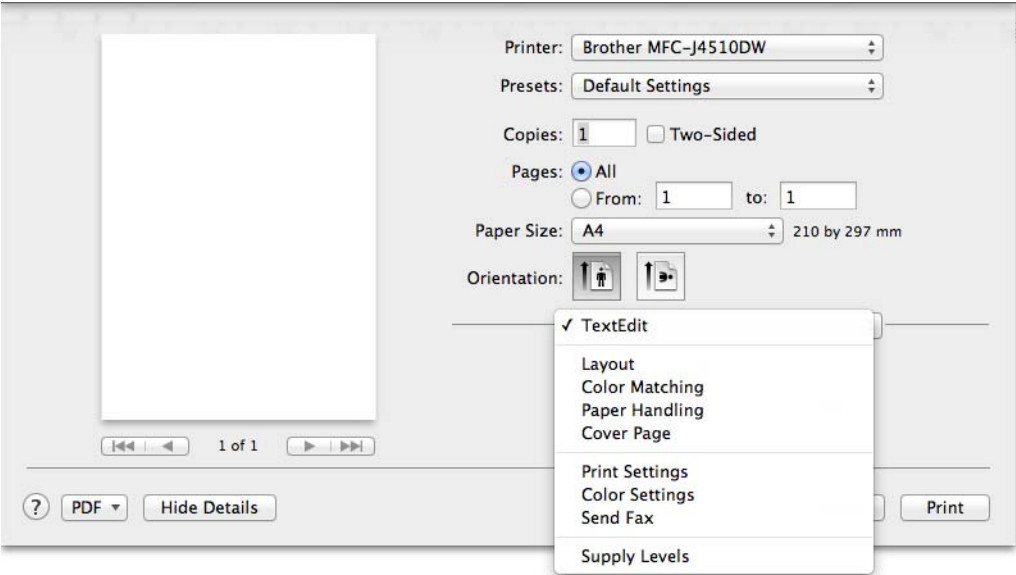 Printer: Brother MFC-J4510DW
Presets: Default Settings
Copies: 1 Two-Sided
Pages: All
From: 1 to: 1
Paper Size: A4 210 by 297 mm
Orientation:
✓ TextEdit
Layout
Color Matching
Paper Handling
Cover Page
1 of 1
Print Settings
Color Settings
Send Fax
Supply Levels
? PDF Hide Details Print